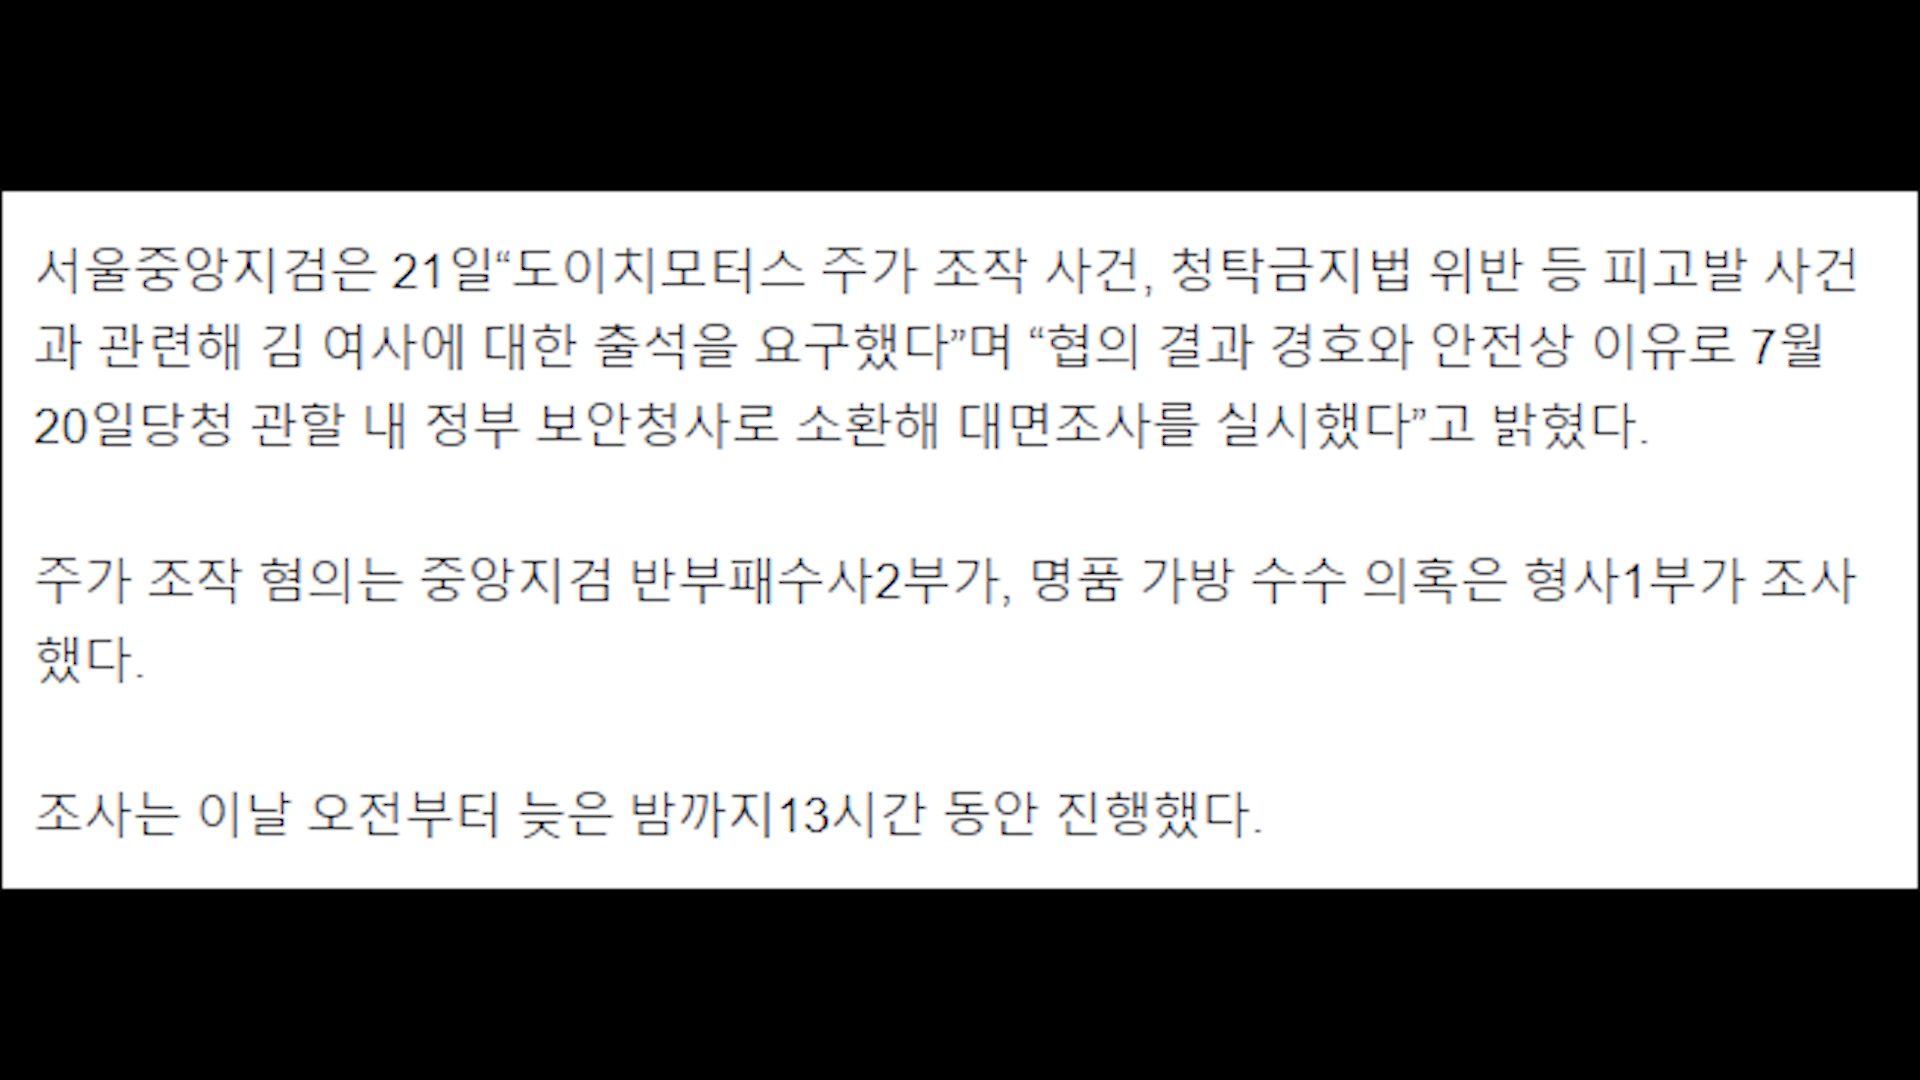 서울중앙지검은 21일“도이치모터스 주가 조작 사건, 청탁금지법 위반 등 피고발 사건
과 관련해 김 여사에 대한 출석을 요구했다”며 “협의 결과 경호와 안전상 이유로 7월
20일당청 관할 내 정부 보안청사로 소환해 대면조사를 실시했다”고 밝혔다.
주가 조작 혐의는 중앙지검 반부패수사2부가, 명품 가방 수수 의혹은 형사1부가 조사
했다.
조사는 이날 오전부터 늦은 밤까지13시간 동안 진행했다.